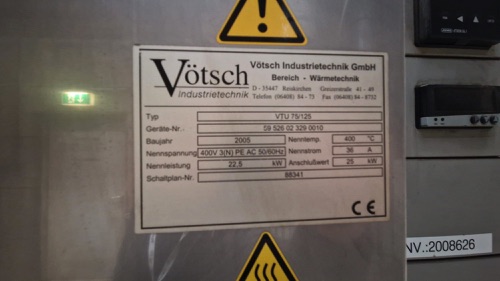 Vötsch
Industrietechnik
Vötsch Industrietechnik GmbH
Bereich - Wärmetechnik
D - 35447 Reiskirchen Greizerstraße 41 - 49
Telefon (06408) 84 - 73 Fax (06408) 84 - 8732
Typ VTU 75/125
Geräte-Nr.: 59 526 02 329 0010
Baujahr 2005 Nenntemp. 400 °C
Nennspannung 400V 3(N) PE AC 50/60Hz Nennstrom 36 A
Nennleistung 22,5 kW Anschlußwert 25 kW
Schaltplan-Nr. 88341
CE
NV.:2008626